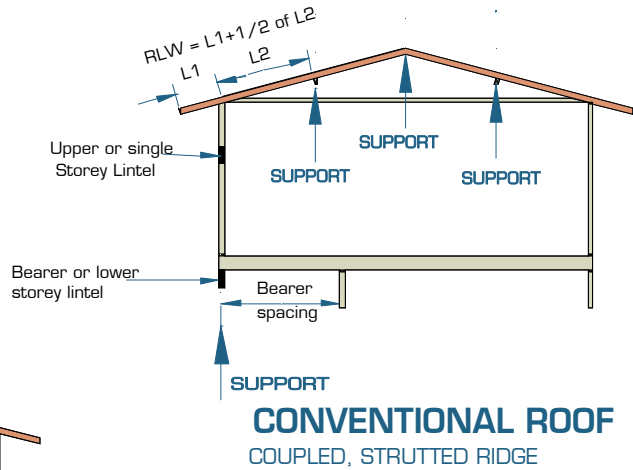 RLW = L1+1/2 of L2
L1
L2
Upper or single
Storey Lintel
SUPPORT
SUPPORT
SUPPORT
Bearer or lower
storey lintel
Bearer
spacing
SUPPORT
CONVENTIONAL ROOF
COUPLED, STRUTTED RIDGE